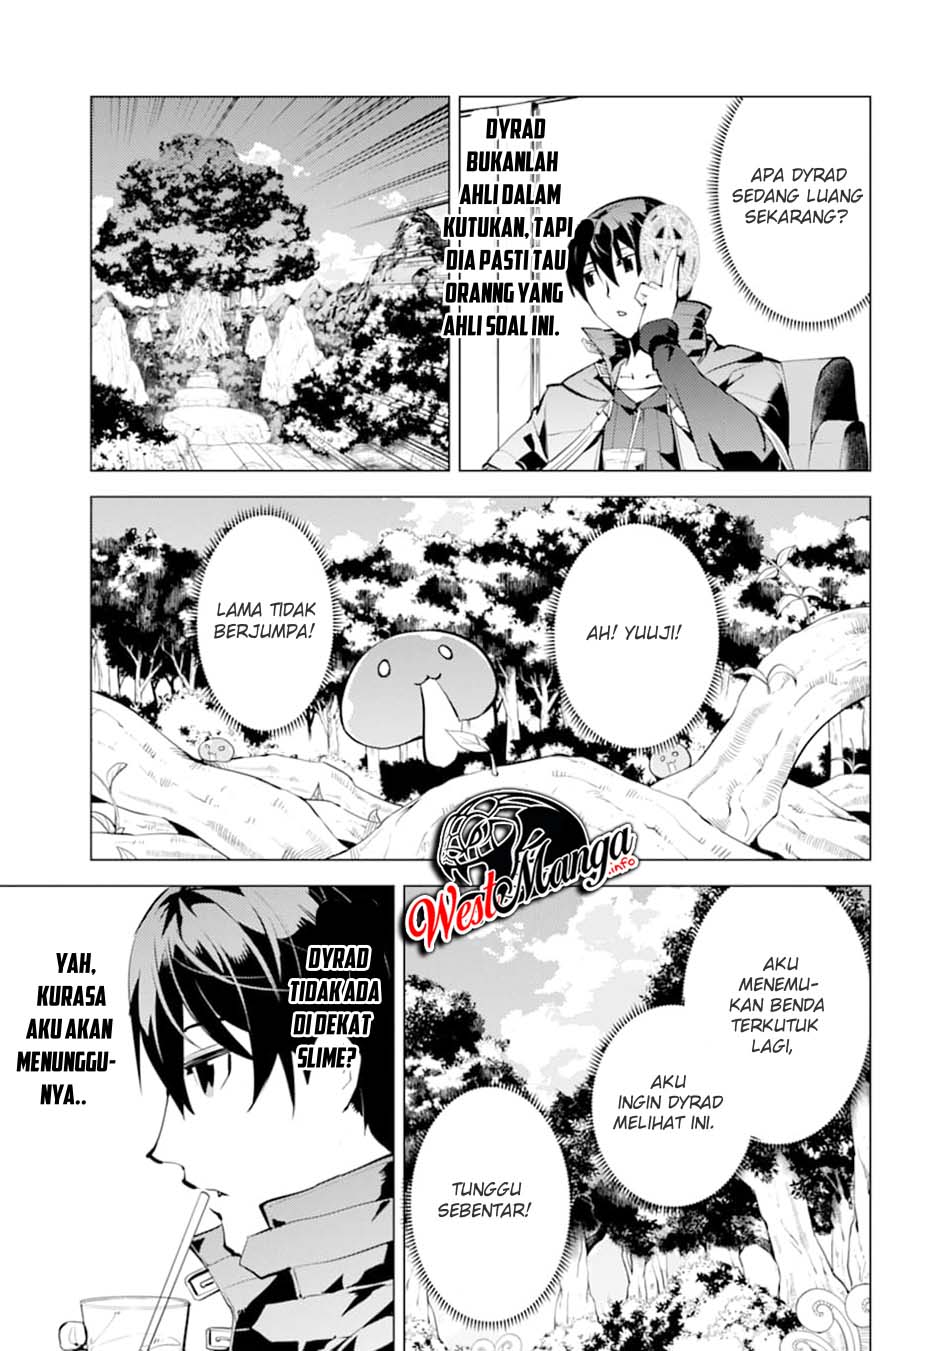 APA DYRAD
SEDANG LUANG
SEKARANG?
DYRAD
BUKANLAH
AHLI DALAM
KUTUKAN, TAPI
DIA PASTI TAU
ORANNG YANG
AHLI SOAL INI.
AH! YUUJI!
LAMA TIDAK
BERJUMPA!
WESTMANGA
.info
AKU
MENEMU-
KAN BENDA
TERKUTUK
LAGI,
AKU
INGIN DYRAD
MELIHAT INI.
TUNGGU
SEBENTAR!
DYRAD
TIDAK ADA
DI DEKAT
SLIME?
YAH,
KURASA
AKU AKAN
MENUNGGU-
NYA..